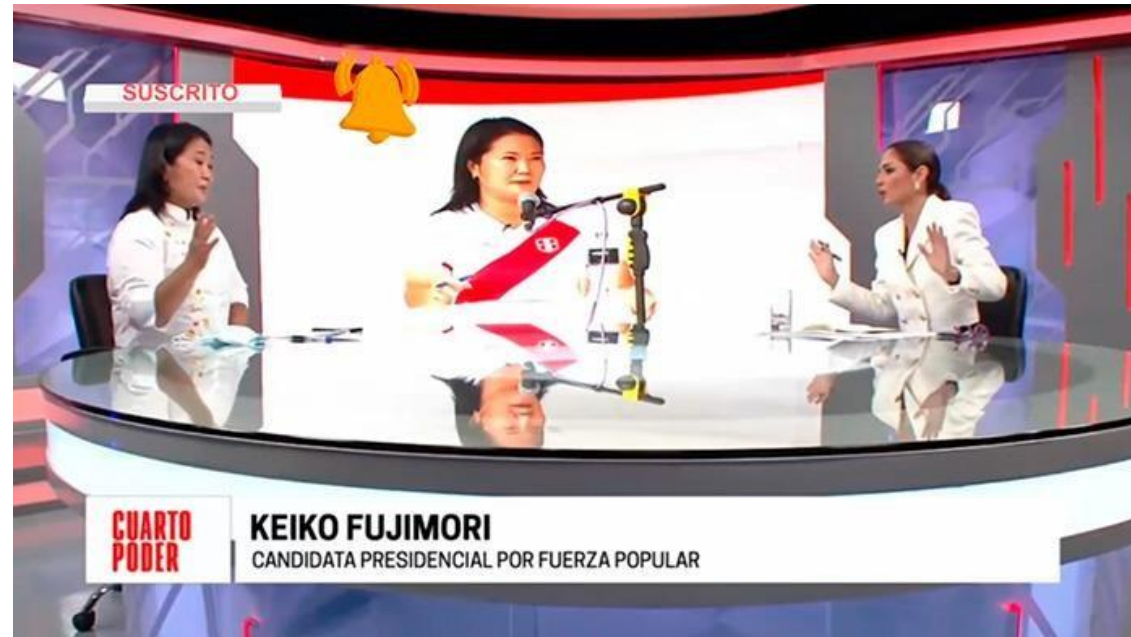 SUSCRITO
CUARTO
PODER
KEIKO FUJIMORI
CANDIDATA PRESIDENCIAL POR FUERZA POPULAR